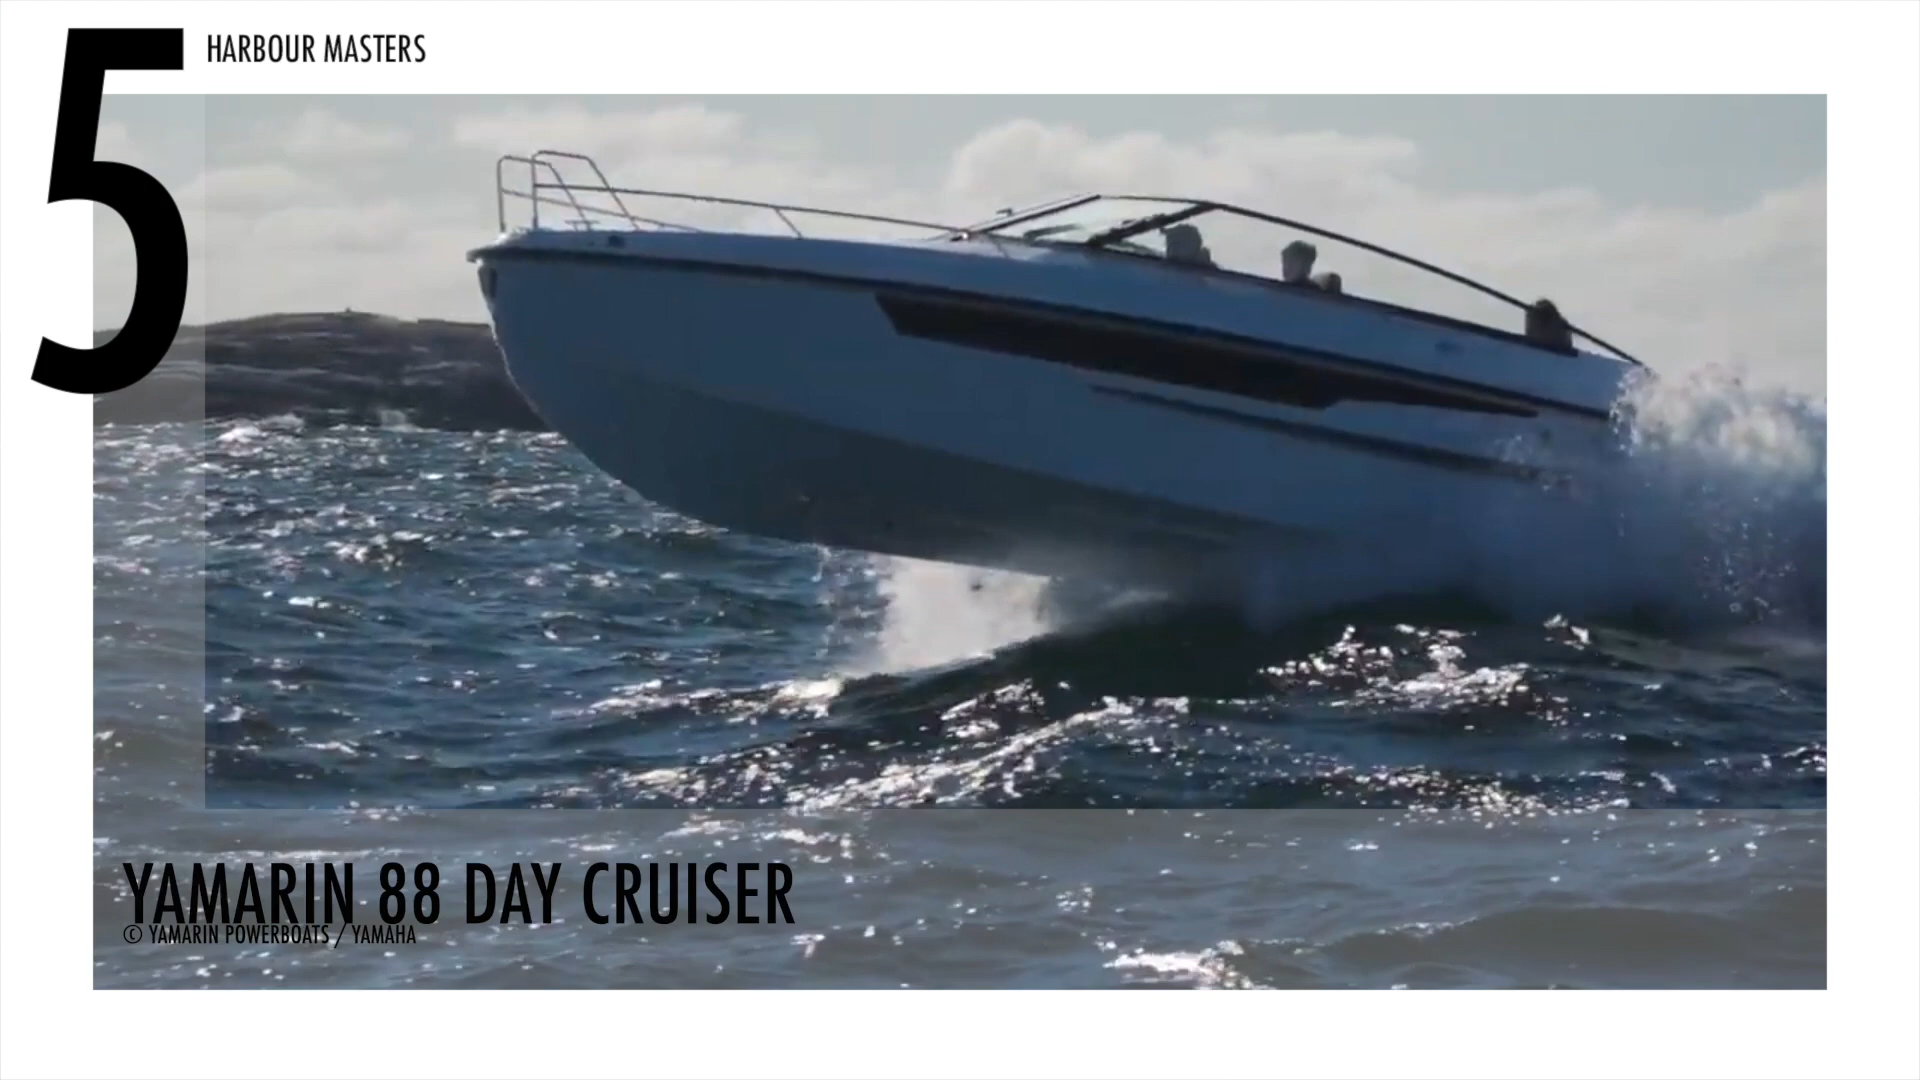 5
HARBOUR MASTERS
YAMARIN 88 DAY CRUISER
© YAMARIN POWERBOATS / YAMAHA